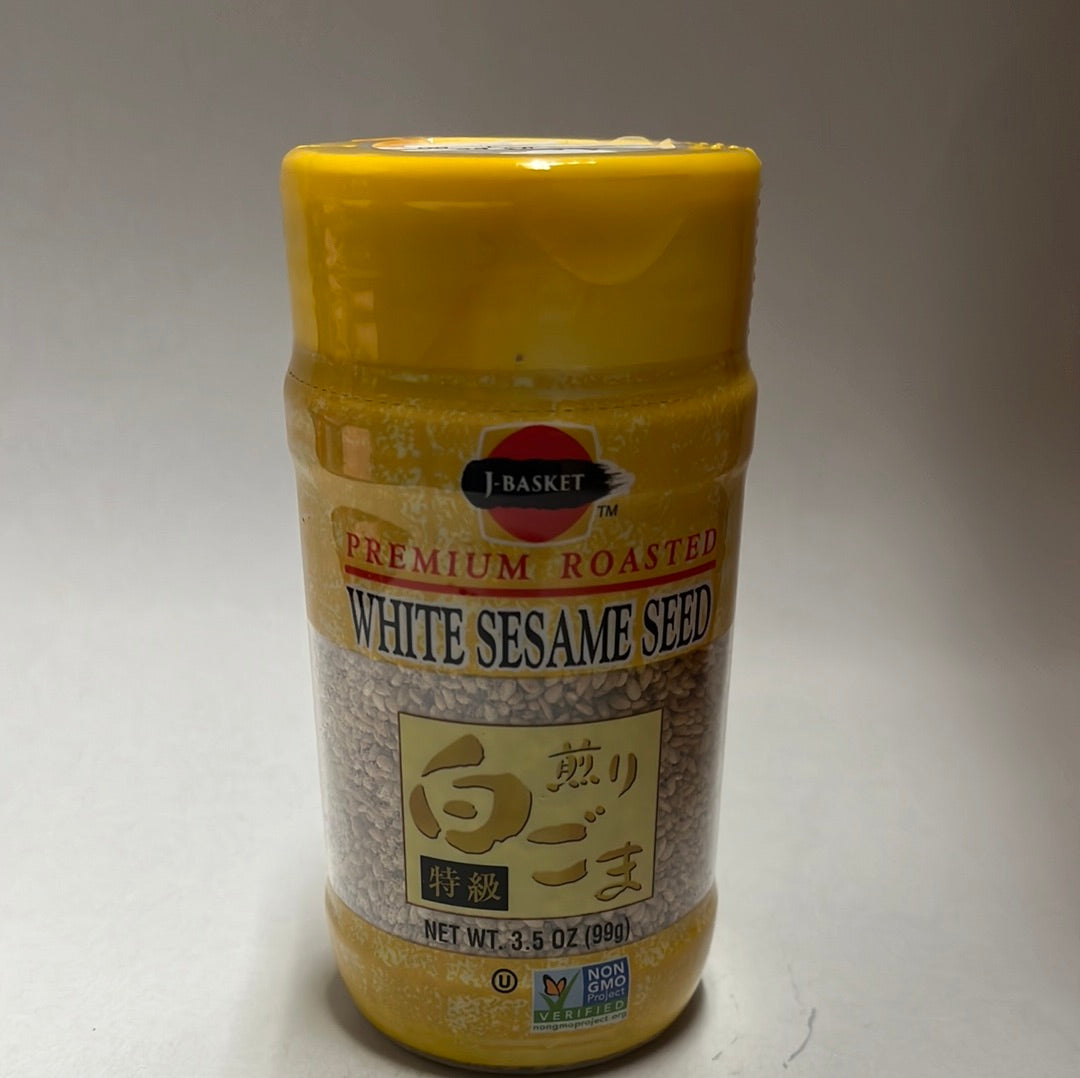 J-BASKET
TM
PREMIUM ROASTED
WHITE SESAME SEED
白煎り
ごま
特級
NET WT. 3.5 OZ (99g)
U
NON
GMO
Project
VERIFIED
nongmoproject.org